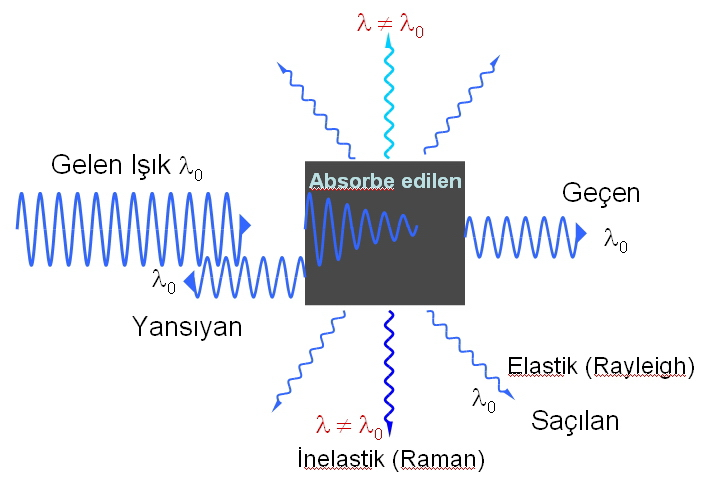 λ ≠ λ0
Gelen Işık λ0
Absorbe edilen
Geçen
λ0
λ0
Yansıyan
Elastik (Rayleigh)
λ0
Saçılan
λ ≠ λ0
İnelastik (Raman)